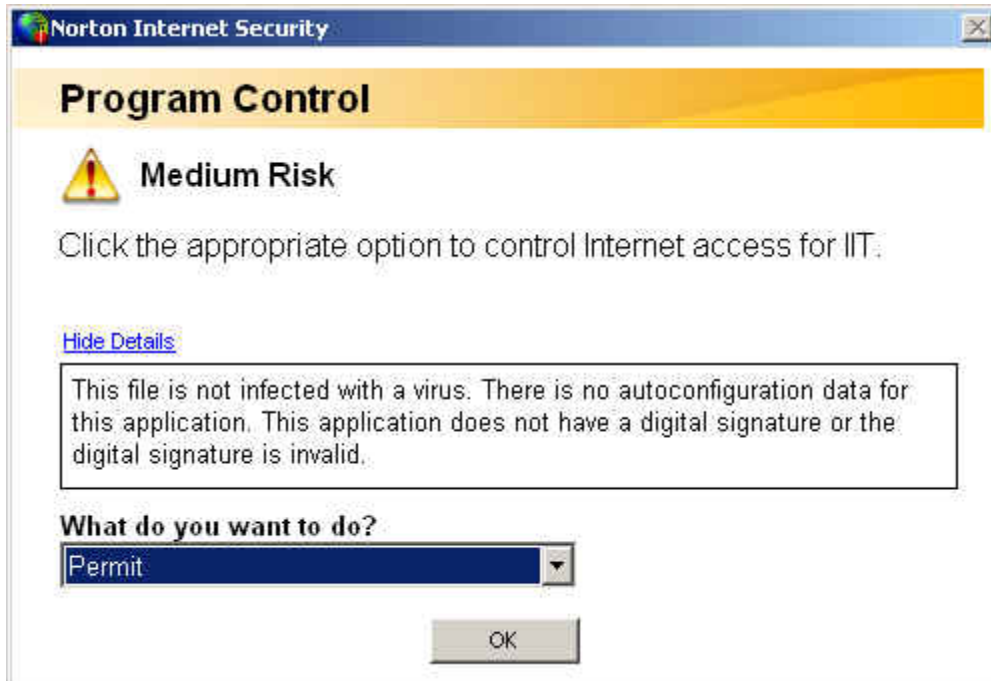 Norton Internet Security
Program Control
Medium Risk
Click the appropriate option to control Internet access for IIT.
Hide Details
This file is not infected with a virus. There is no autoconfiguration data for
this application. This application does not have a digital signature or the
digital signature is invalid.
What do you want to do?
Permit
OK